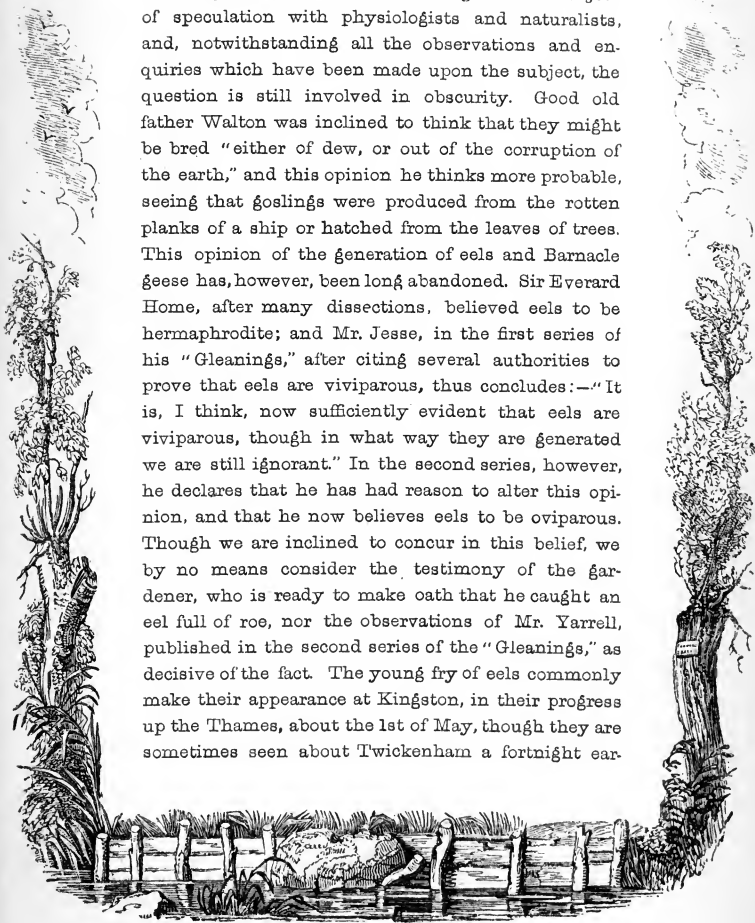 of speculation with physiologists and naturalists,
and, notwithstanding all the observations and en-
quiries which have been made upon the subject, the
question is still involved in obscurity. Good old
father Walton was inclined to think that they might
be bred "either of dew, or out of the corruption of
the earth," and this opinion he thinks more probable,
seeing that goslings were produced from the rotten
planks of a ship or hatched from the leaves of trees.
This opinion of the generation of eels and Barnacle
geese has, however, been long abandoned. Sir Everard
Home, after many dissections, believed eels to be
hermaphrodite; and Mr. Jesse, in the first series of
his "Gleanings," after citing several authorities to
prove that eels are viviparous, thus concludes:—"It
is, I think, now sufficiently evident that eels are
viviparous, though in what way they are generated
we are still ignorant." In the second series, however,
he declares that he has had reason to alter this opi-
nion, and that he now believes eels to be oviparous.
Though we are inclined to concur in this belief, we
by no means consider the testimony of the gar-
dener, who is ready to make oath that he caught an
eel full of roe, nor the observations of Mr. Yarrell,
published in the second series of the "Gleanings," as
decisive of the fact. The young fry of eels commonly
make their appearance at Kingston, in their progress
up the Thames, about the 1st of May, though they are
sometimes seen about Twickenham a fortnight ear-